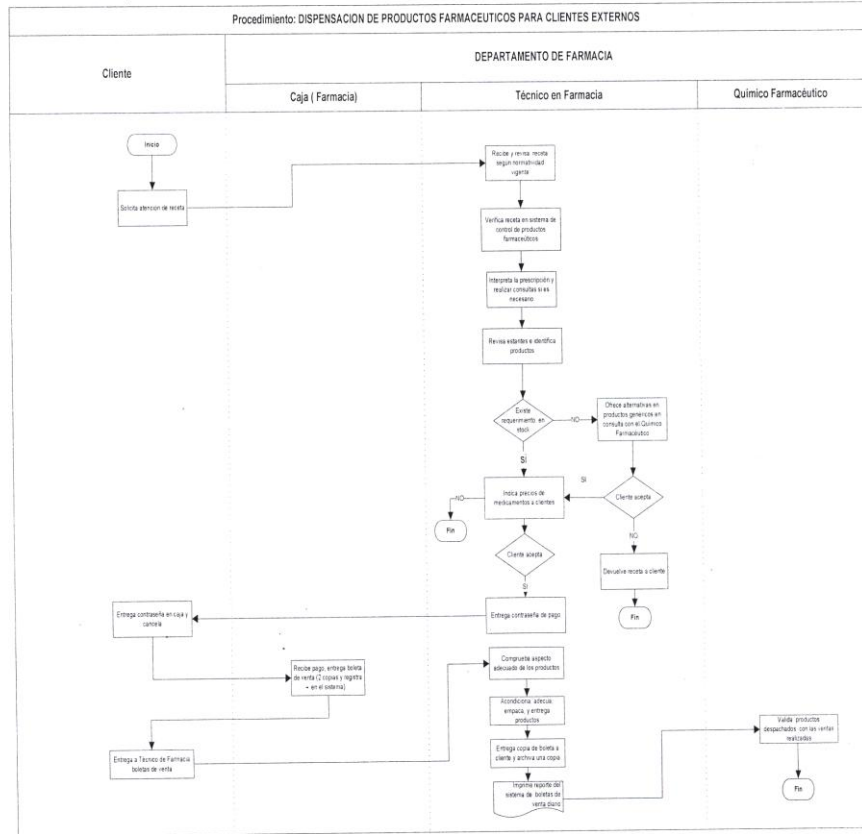 Procedimiento: DISPENSACION DE PRODUCTOS FARMACEUTICOS PARA CLIENTES EXTERNOS
Cliente
DEPARTAMENTO DE FARMACIA
Caja ( Farmacia)
Técnico en Farmacia
Químico Farmacéutico
Inicio
Solicita atención de receta
Recibe y revisa receta
según normatividad
vigente
Verifica receta en sistema de
control de productos
farmaceúticos
Interpreta la prescripción y
realizar consultas si es
necesario
Revisa estantes e identifica
productos
Existe
requerimiento en
stock
NO
Ofrece alternativas en
productos genéricos en
consulta con el Químico
Farmacéutico
SI
SI
Indica precios de
medicamentos a clientes
Cliente acepta
NO
Fin
NO
Cliente acepta
Devuelve receta a cliente
SI
Fin
Entrega contraseña en caja y
cancela
Entrega contraseña de pago
Recibe pago, entrega boleta
de venta (2 copias y registra
en el sistema)
Comprueba aspecto
adecuado de los productos
Acondiciona, adecua,
empaca, y entrega
productos
Entrega a Técnico de Farmacia
boletas de venta
Entrega copia de boleta a
cliente y archiva una copia
Valida productos
despachados con las ventas
realizadas
Imprime reporte del
sistema de boletas de
venta diario
Fin